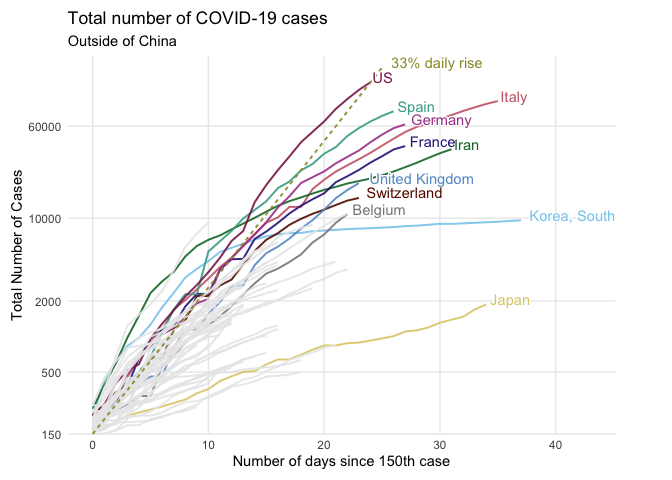 Total number of COVID-19 cases
Outside of China
33% daily rise
US
Italy
Spain
Germany
60000
France
Iran
United Kingdom
Switzerland
Belgium
Korea, South
10000
Japan
2000
500
150
0
10
20
30
40
Total Number of Cases
Number of days since 150th case